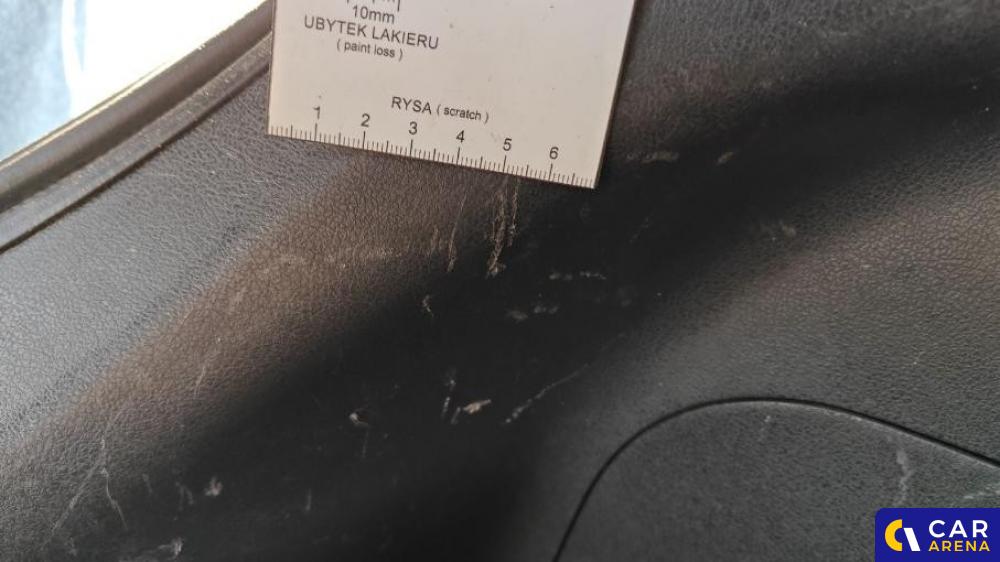 10mm
UBYTEK LAKIERU
( paint loss )
RYSA ( scratch )
1 2 3 4 5 6
CAR
ARENA